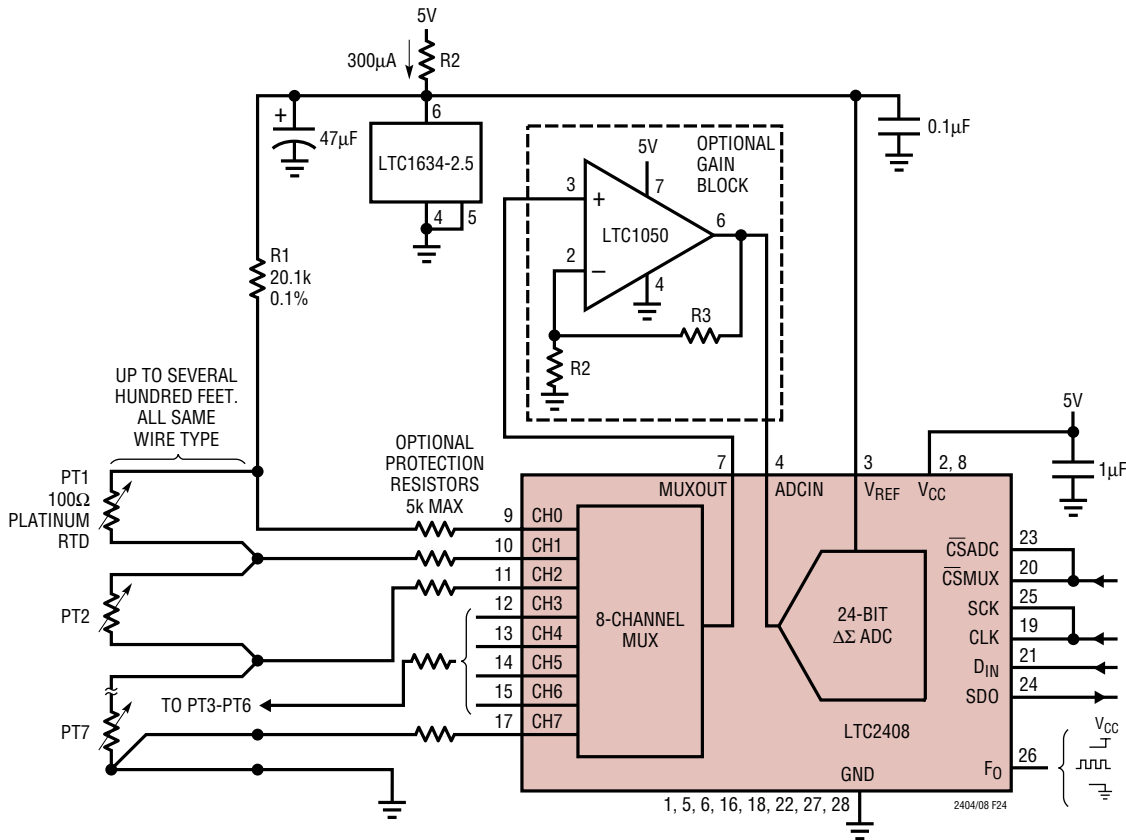 5V
300µA
R2
6
+
47µF
LTC1634-2.5
4
5
0.1µF
OPTIONAL
GAIN
BLOCK
5V
3
7
+
6
LTC1050
2
–
4
R3
R2
R1
20.1k
0.1%
UP TO SEVERAL
HUNDRED FEET.
ALL SAME
WIRE TYPE
OPTIONAL
PROTECTION
RESISTORS
5k MAX
5V
1µF
7
4
3
2, 8
MUXOUT
ADCIN
VREF
VCC
PT1
100Ω
PLATINUM
RTD
PT2
PT7
TO PT3-PT6
9
CH0
10
CH1
11
CH2
12
CH3
13
CH4
14
CH5
15
CH6
17
CH7
8-CHANNEL
MUX
24-BIT
ΔΣ ADC
C̅S̅ADC
23
C̅S̅MUX
20
SCK
25
CLK
19
DIN
21
SDO
24
LTC2408
VCC
FO
26
GND
1, 5, 6, 16, 18, 22, 27, 28
2404/08 F24